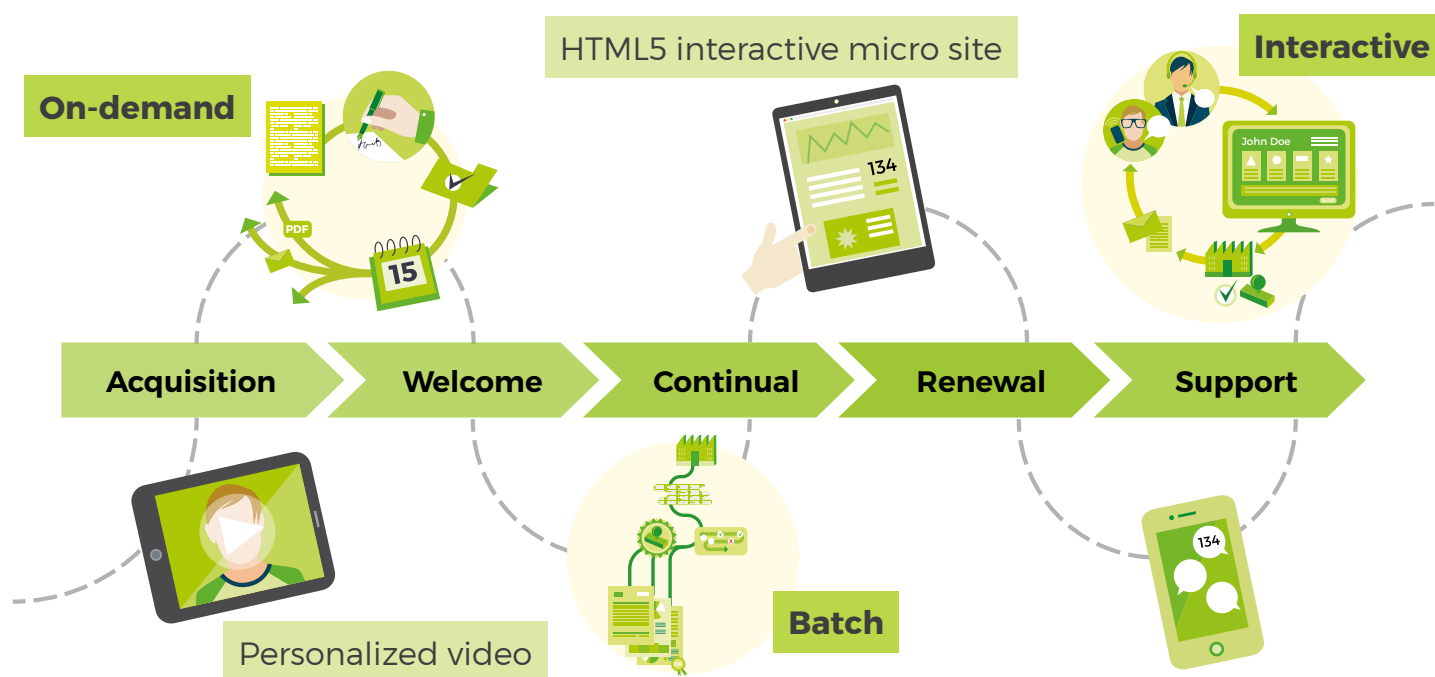 HTML5 interactive micro site
Interactive
On-demand
John Doe
134
PDF
15
Acquisition
Welcome
Continual
Renewal
Support
134
Batch
Personalized video